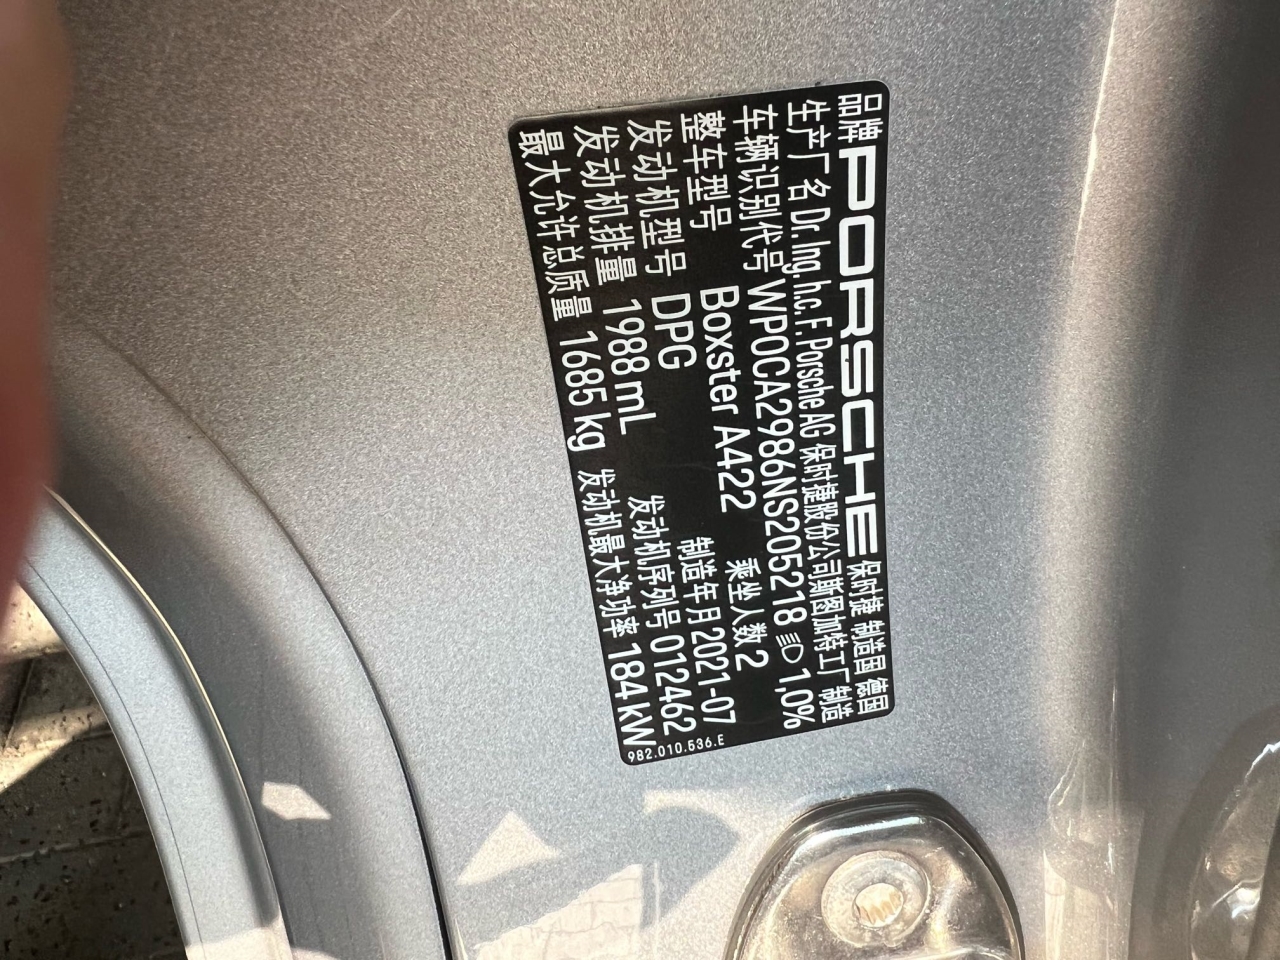 品牌 PORSCHE 保时捷 制造国 德国
生产厂名 Dr. Ing. h.c. F. Porsche AG 保时捷股份公司斯图加特工厂 制造
车辆识别代号 WP0CA2986NS205218 1,0%
整车型号 Boxster A422 乘坐人数 2
发动机型号 DPG 制造年月 2021-07
发动机排量 1988 mL 发动机序列号 012462
最大允许总质量 1685 kg 发动机最大净功率 184 kW
982.010.536.E